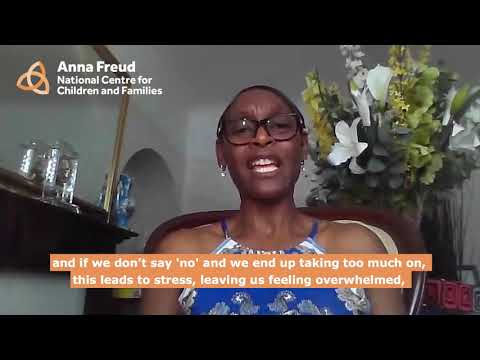 Anna Freud
National Centre for
Children and Families
and if we don't say 'no' and we end up taking too much on,
this leads to stress, leaving us feeling overwhelmed,